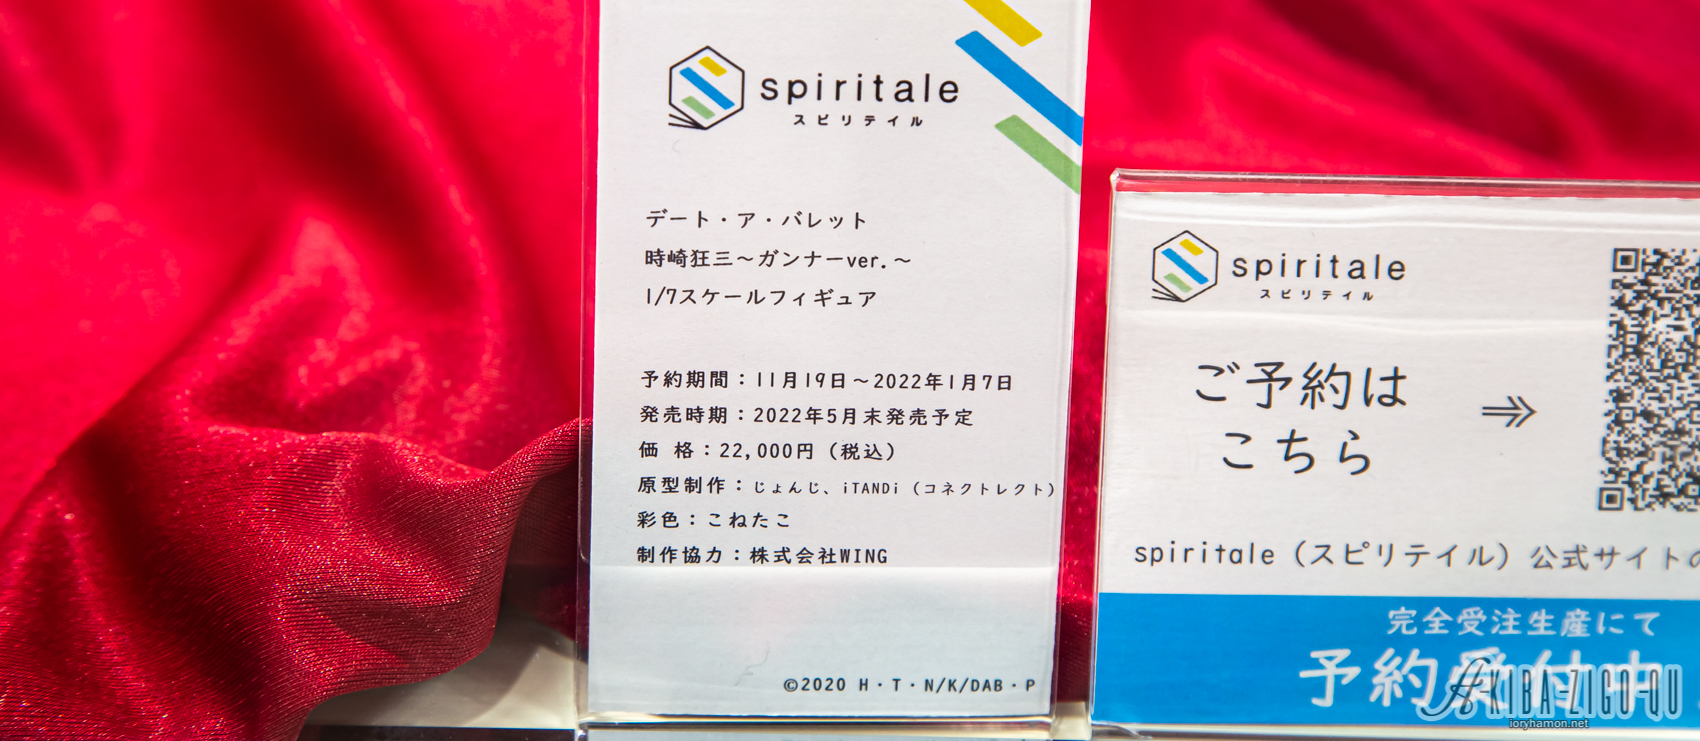 spiritale
スピリテイル
デート・ア・バレット
時崎狂三～ガンナーver.～
1/7スケールフィギュア
予約期間：11月19日～2022年1月7日
発売時期：2022年5月末発売予定
価 格：22,000円（税込）
原型制作：じょんじ、iTANDi（コネクトレクト）
彩色：こねたこ
制作協力：株式会社WING
©2020 H・T・N/K/DAB・P
spiritale
スピリテイル
ご予約は
こちら
⇒
spiritale（スピリテイル）公式サイトの
完全受注生産にて
予約受付中
AKIBA-ZIGU-QU
ioryhamon.net